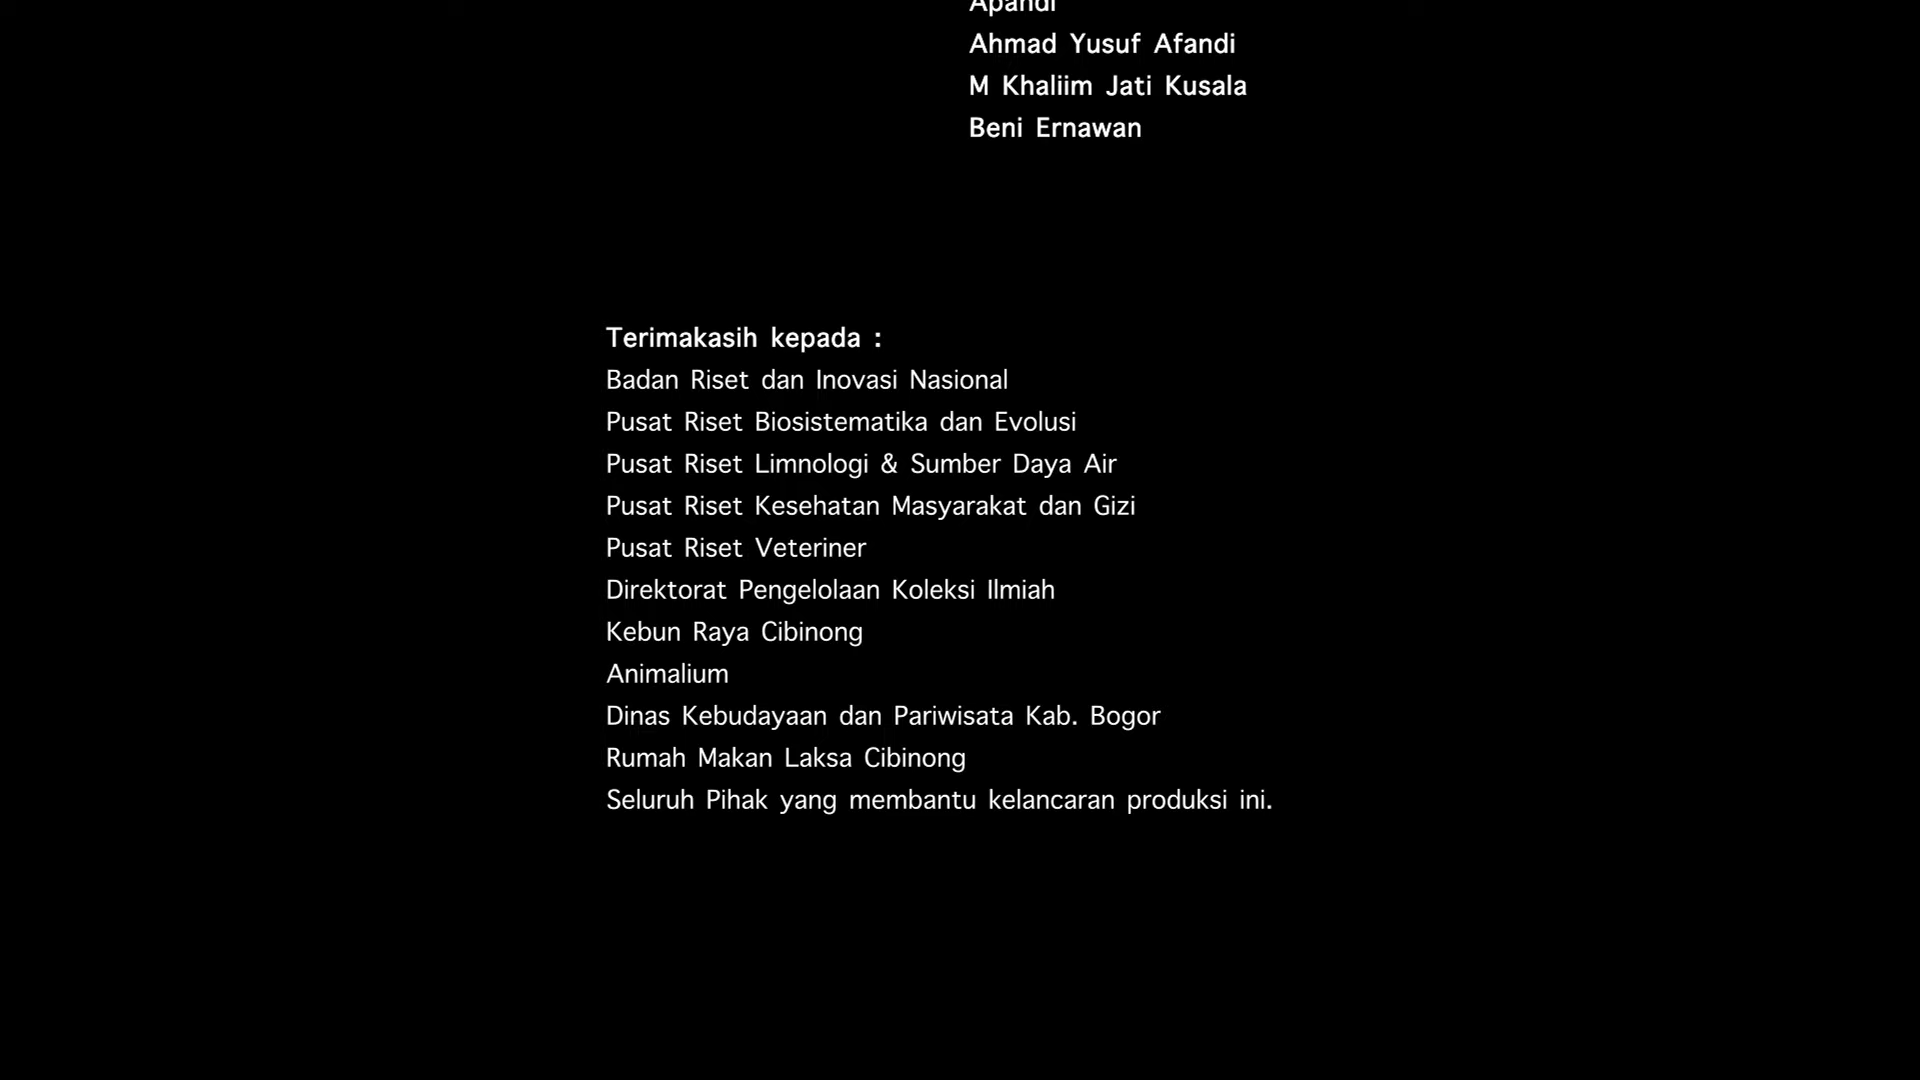 Apandi
Ahmad Yusuf Afandi
M Khaliim Jati Kusala
Beni Ernawan
Terimakasih kepada :
Badan Riset dan Inovasi Nasional
Pusat Riset Biosistematika dan Evolusi
Pusat Riset Limnologi & Sumber Daya Air
Pusat Riset Kesehatan Masyarakat dan Gizi
Pusat Riset Veteriner
Direktorat Pengelolaan Koleksi Ilmiah
Kebun Raya Cibinong
Animalium
Dinas Kebudayaan dan Pariwisata Kab. Bogor
Rumah Makan Laksa Cibinong
Seluruh Pihak yang membantu kelancaran produksi ini.